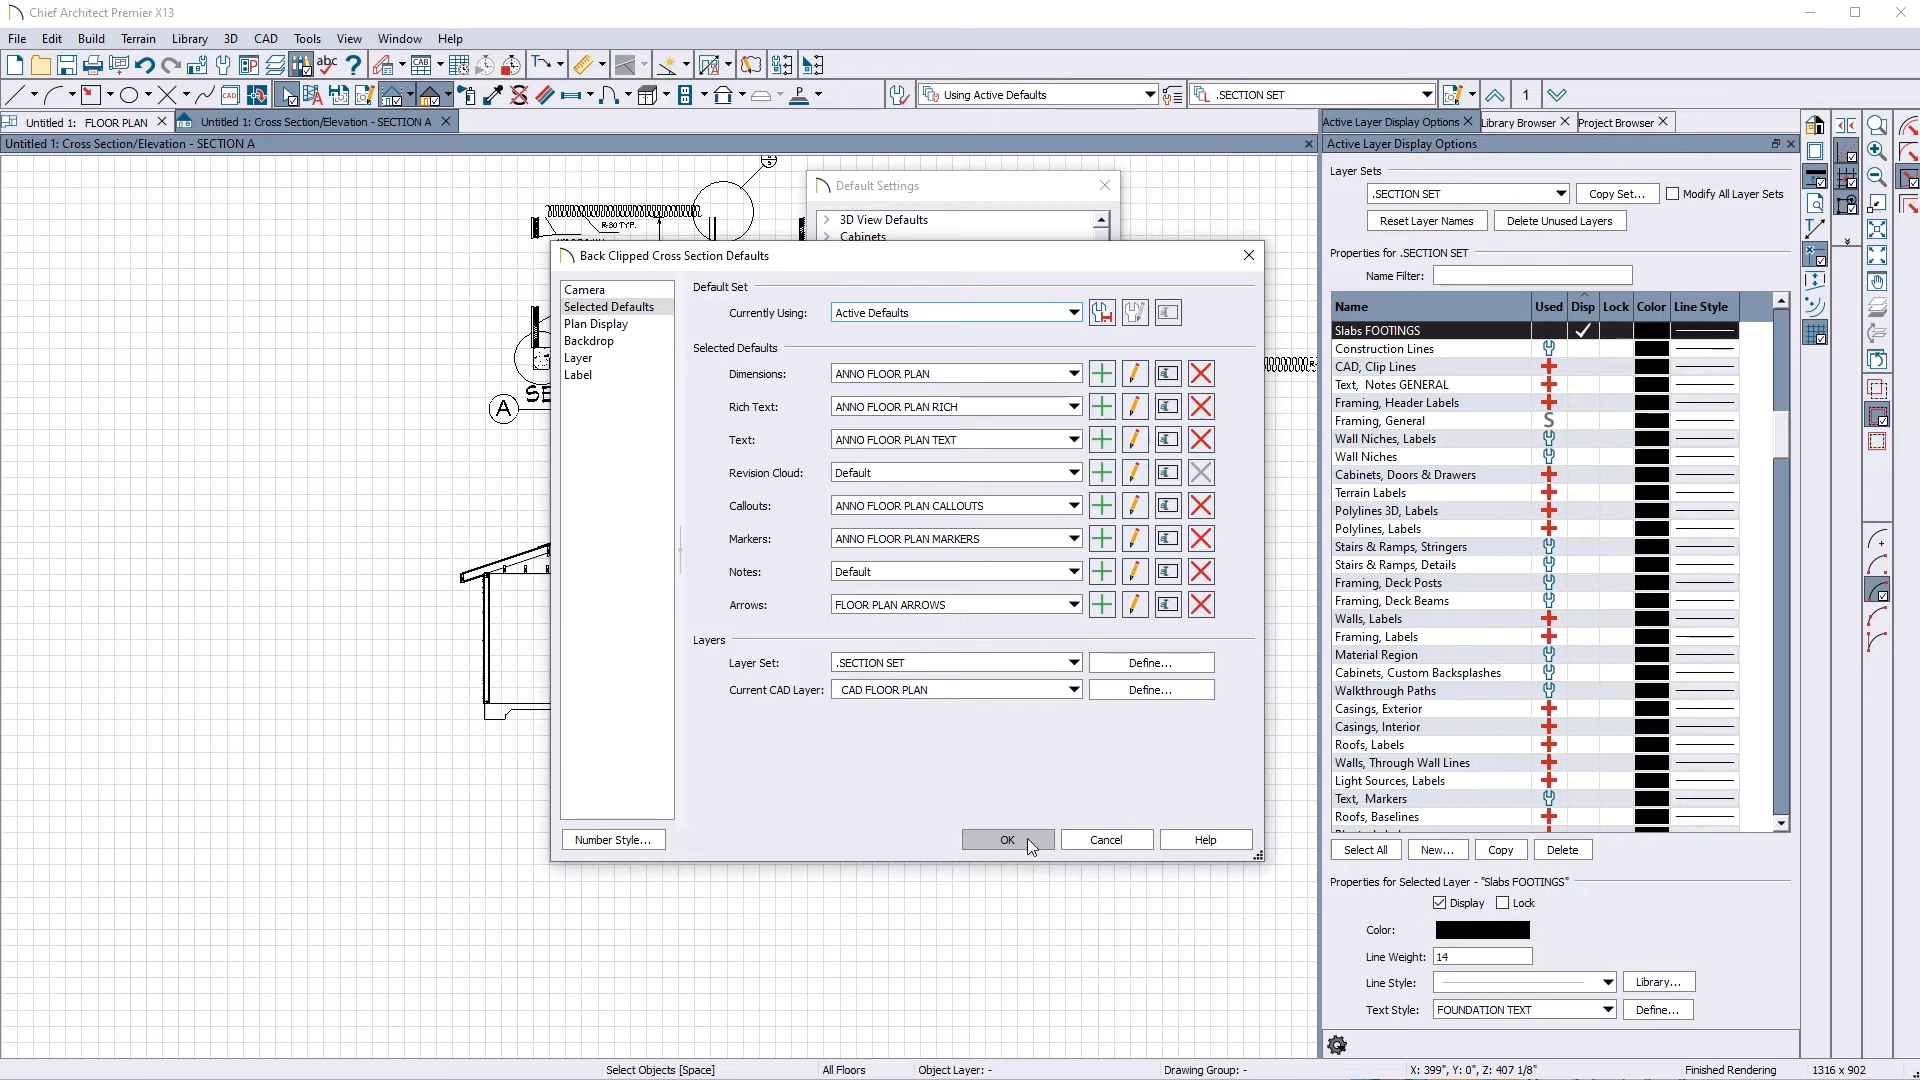 Chief Architect Premier X13
File Edit Build Terrain Library 3D CAD Tools View Window Help
Using Active Defaults
.SECTION SET
1
Untitled 1: FLOOR PLAN
Untitled 1: Cross Section/Elevation - SECTION A
Active Layer Display Options
Library Browser
Project Browser
Untitled 1: Cross Section/Elevation - SECTION A
Active Layer Display Options
Default Settings
3D View Defaults
Cabinets
R-30 TYP.
A
SE
Back Clipped Cross Section Defaults
Camera
Selected Defaults
Plan Display
Backdrop
Layer
Label
Default Set
Currently Using: Active Defaults
Selected Defaults
Dimensions: ANNO FLOOR PLAN
Rich Text: ANNO FLOOR PLAN RICH
Text: ANNO FLOOR PLAN TEXT
Revision Cloud: Default
Callouts: ANNO FLOOR PLAN CALLOUTS
Markers: ANNO FLOOR PLAN MARKERS
Notes: Default
Arrows: FLOOR PLAN ARROWS
Layers
Layer Set: .SECTION SET Define...
Current CAD Layer: CAD FLOOR PLAN Define...
Number Style... OK Cancel Help
Layer Sets
.SECTION SET Copy Set... Modify All Layer Sets
Reset Layer Names Delete Unused Layers
Properties for .SECTION SET
Name Filter:
Name Used Disp Lock Color Line Style
Slabs FOOTINGS
Construction Lines
CAD, Clip Lines
Text, Notes GENERAL
Framing, Header Labels
Framing, General S
Wall Niches, Labels
Wall Niches
Cabinets, Doors & Drawers
Terrain Labels
Polylines 3D, Labels
Polylines, Labels
Stairs & Ramps, Stringers
Stairs & Ramps, Details
Framing, Deck Posts
Framing, Deck Beams
Walls, Labels
Framing, Labels
Material Region
Cabinets, Custom Backsplashes
Walkthrough Paths
Casings, Exterior
Casings, Interior
Roofs, Labels
Walls, Through Wall Lines
Light Sources, Labels
Text, Markers
Roofs, Baselines
Select All New... Copy Delete
Properties for Selected Layer - "Slabs FOOTINGS"
Display Lock
Color:
Line Weight: 14
Line Style: Library...
Text Style: FOUNDATION TEXT Define...
Select Objects [Space] All Floors Object Layer: - Drawing Group: - X: 399", Y: 0", Z: 407 1/8" Finished Rendering 1316 x 902